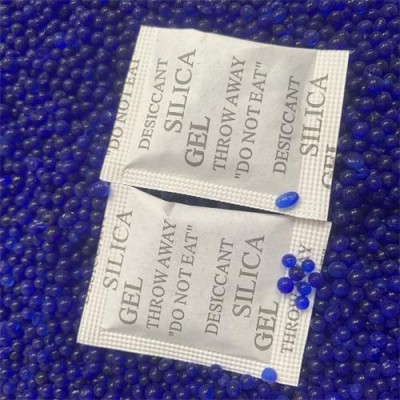 DO NOT EAT
DESICCANT
SILICA
GEL
THROW AWAY
"DO NOT EAT"
DESICCANT
SILICA
GEL
SILICA
GEL
THROW AWAY
"DO NOT EAT"
DESICCANT
SILICA
GEL
THROW AWAY